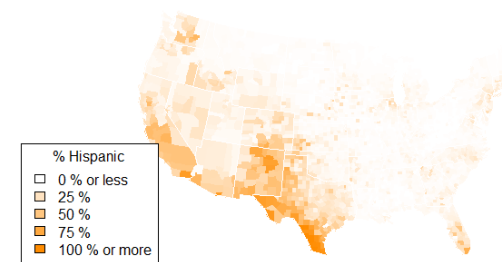 % Hispanic
0 % or less
25 %
50 %
75 %
100 % or more